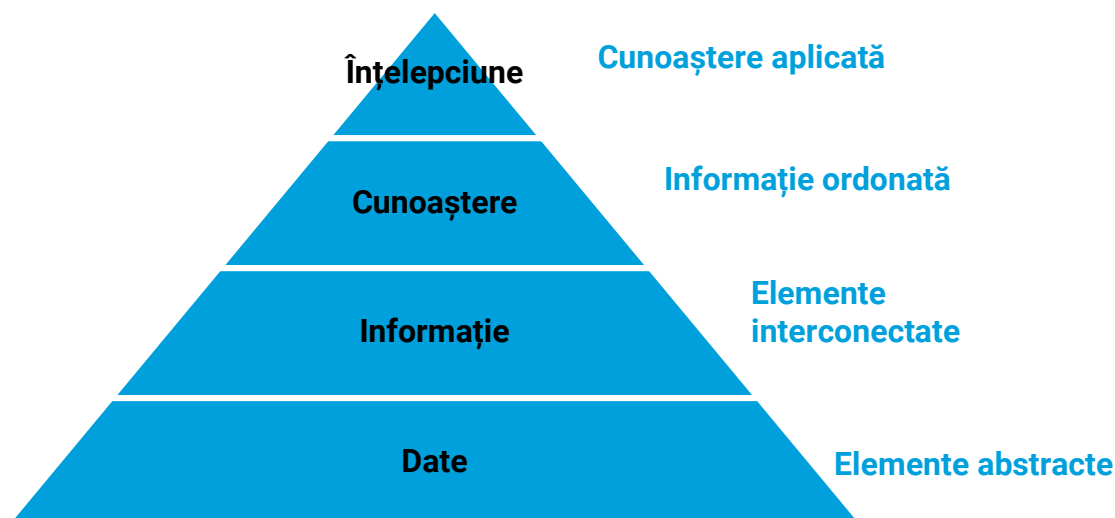 Înțelepciune
Cunoaștere aplicată
Cunoaștere
Informație ordonată
Informație
Elemente
interconectate
Date
Elemente abstracte